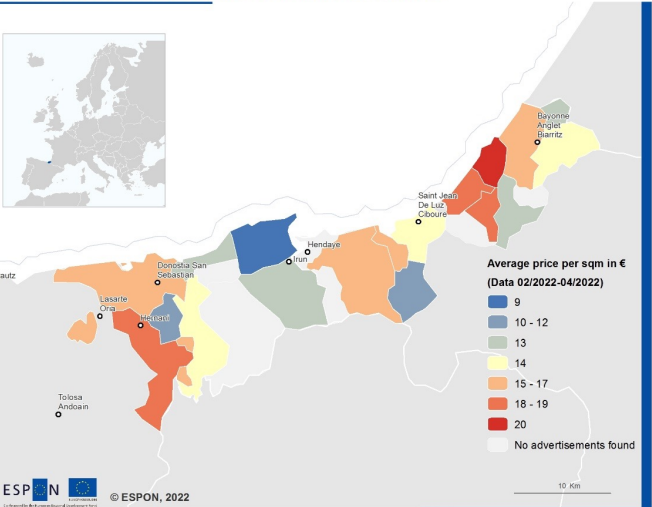 Bayonne
Anglet
Biarritz
Saint Jean
De Luz
Ciboure
Hendaye
Irun
Donostia San
Sebastian
autz
Lasarte
Oria
Hernani
Tolosa
Andoain
Average price per sqm in €
(Data 02/2022-04/2022)
9
10 - 12
13
14
15 - 17
18 - 19
20
No advertisements found
10 Km
ESPON
© ESPON, 2022